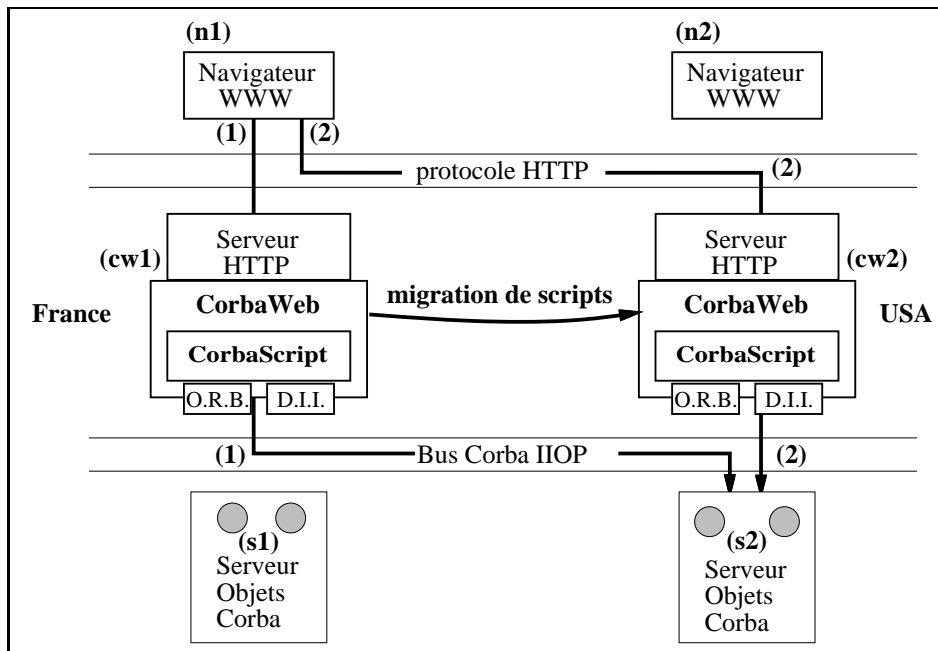 (n1)
(n2)
Navigateur
WWW
Navigateur
WWW
(1)
(2)
protocole HTTP
(2)
Serveur
HTTP
Serveur
HTTP
(cw1)
(cw2)
France
CorbaWeb
migration de scripts
CorbaWeb
USA
CorbaScript
CorbaScript
O.R.B.
D.I.I.
O.R.B.
D.I.I.
(1)
Bus Corba IIOP
(2)
(s1)
Serveur
Objets
Corba
(s2)
Serveur
Objets
Corba